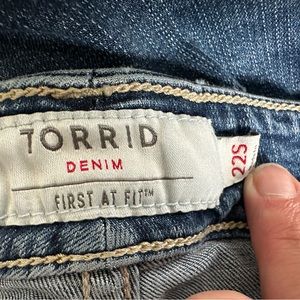 TORRID
DENIM
FIRST AT FIT™
22S